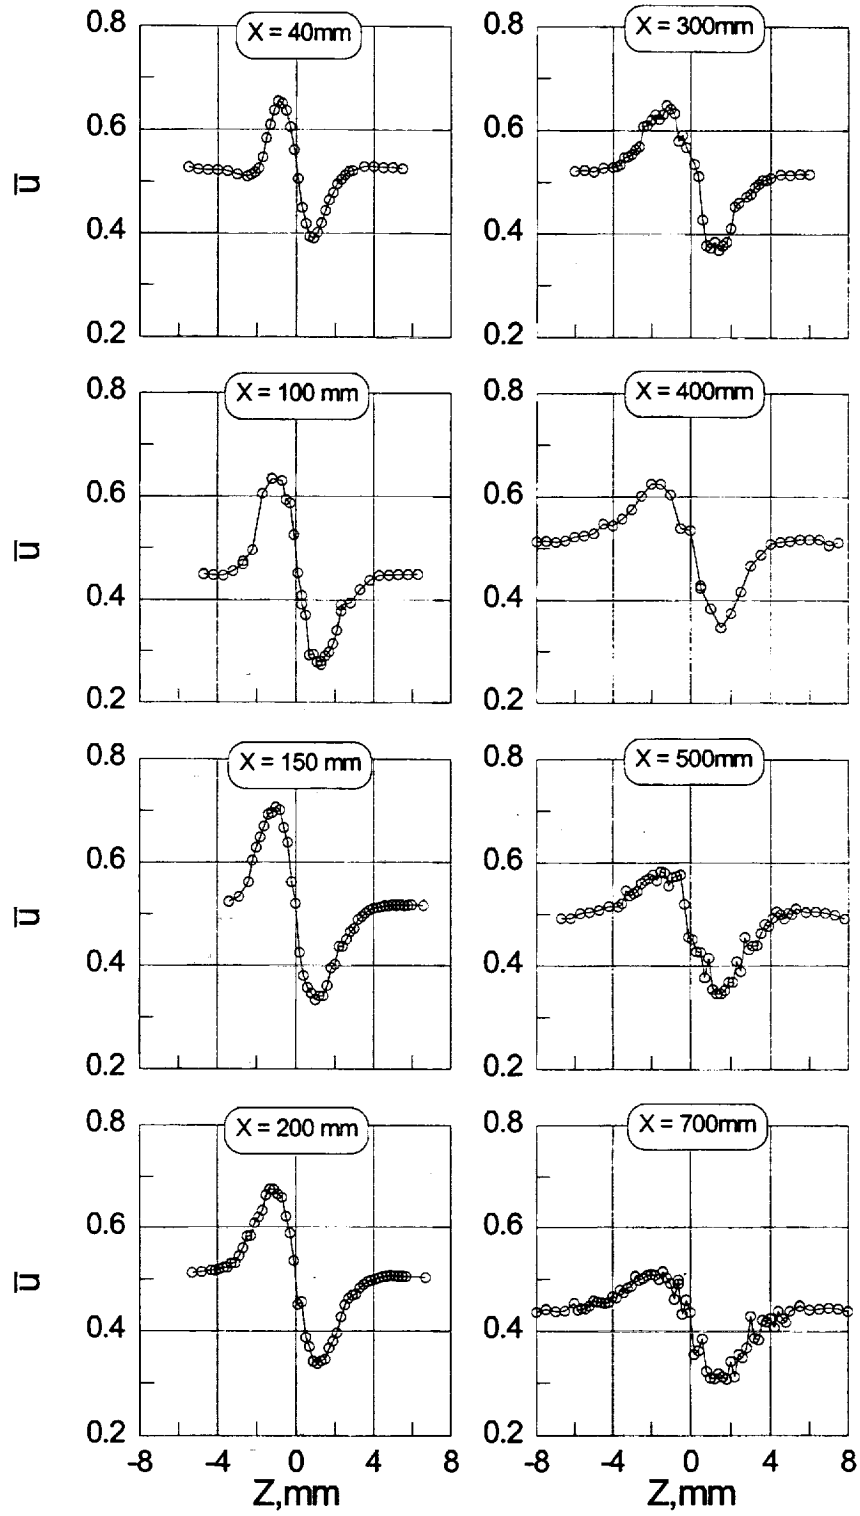 X = 40mm
0.8
0.6
0.4
0.2
u̅
X = 300mm
0.8
0.6
0.4
0.2
X = 100 mm
0.8
0.6
0.4
0.2
u̅
X = 400mm
0.8
0.6
0.4
0.2
X = 150 mm
0.8
0.6
0.4
0.2
u̅
X = 500mm
0.8
0.6
0.4
0.2
X = 200 mm
0.8
0.6
0.4
0.2
u̅
-8 -4 0 4 8
Z,mm
X = 700mm
0.8
0.6
0.4
0.2
-8 -4 0 4 8
Z,mm